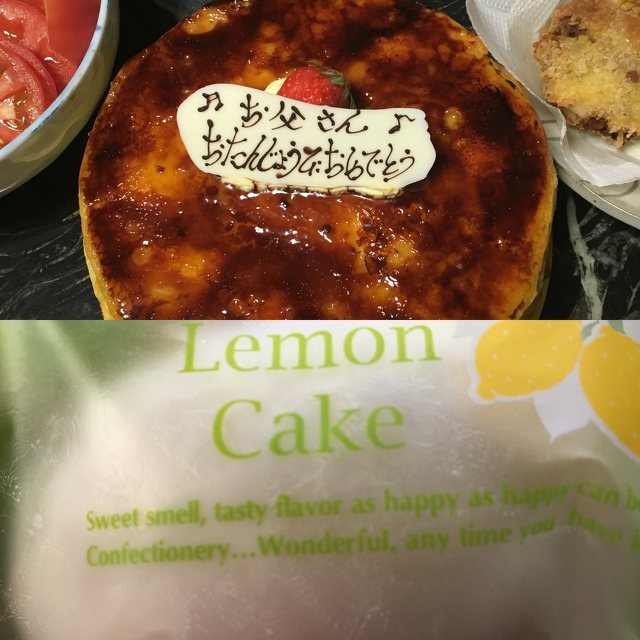 ♫ お父さん ♪
おたんじょうびおめでとう
Lemon
Cake
Sweet smell, tasty flavor as happy as happy can be
Confectionery...Wonderful, any time you have